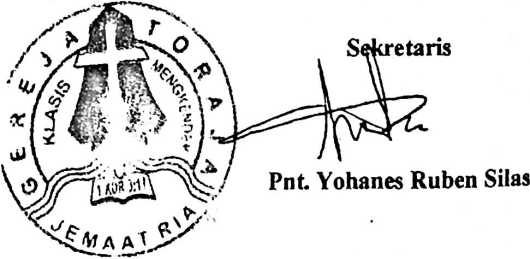 GEREJA TORAJA
KLASIS MENGKENDEK
1 KOR 3:11
JEMAAT RIA
Sekretaris
Pnt. Yohanes Ruben Silas